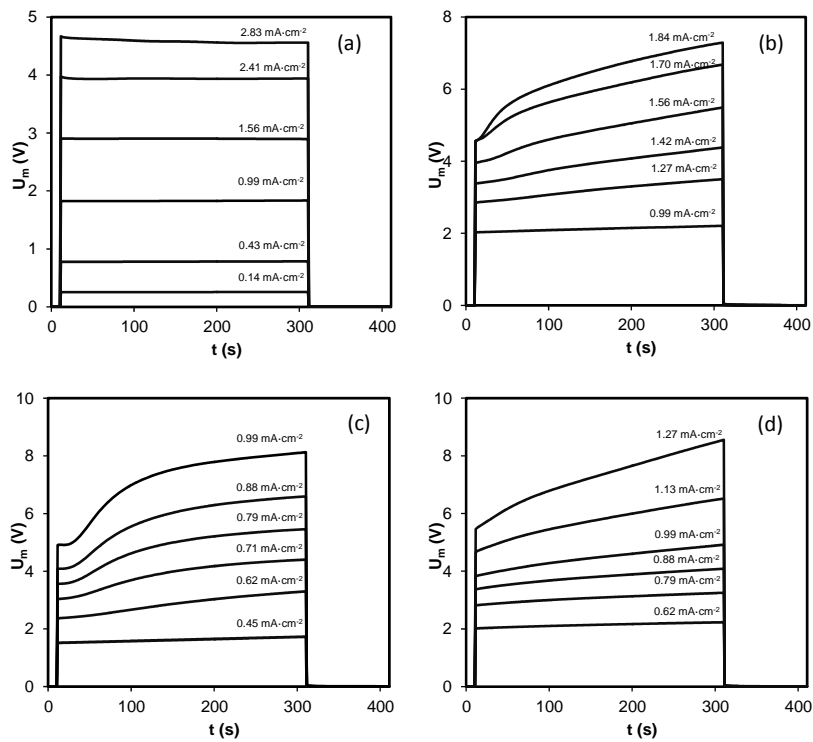 (a)
U_m (V)
5
4
3
2
1
0
2.83 mA·cm⁻²
2.41 mA·cm⁻²
1.56 mA·cm⁻²
0.99 mA·cm⁻²
0.43 mA·cm⁻²
0.14 mA·cm⁻²
0 100 200 300 400
t (s)
(b)
U_m (V)
8
6
4
2
0
1.84 mA·cm⁻²
1.70 mA·cm⁻²
1.56 mA·cm⁻²
1.42 mA·cm⁻²
1.27 mA·cm⁻²
0.99 mA·cm⁻²
0 100 200 300 400
t (s)
(c)
U_m (V)
10
8
6
4
2
0
0.99 mA·cm⁻²
0.88 mA·cm⁻²
0.79 mA·cm⁻²
0.71 mA·cm⁻²
0.62 mA·cm⁻²
0.45 mA·cm⁻²
0 100 200 300 400
t (s)
(d)
U_m (V)
10
8
6
4
2
0
1.27 mA·cm⁻²
1.13 mA·cm⁻²
0.99 mA·cm⁻²
0.88 mA·cm⁻²
0.79 mA·cm⁻²
0.62 mA·cm⁻²
0 100 200 300 400
t (s)